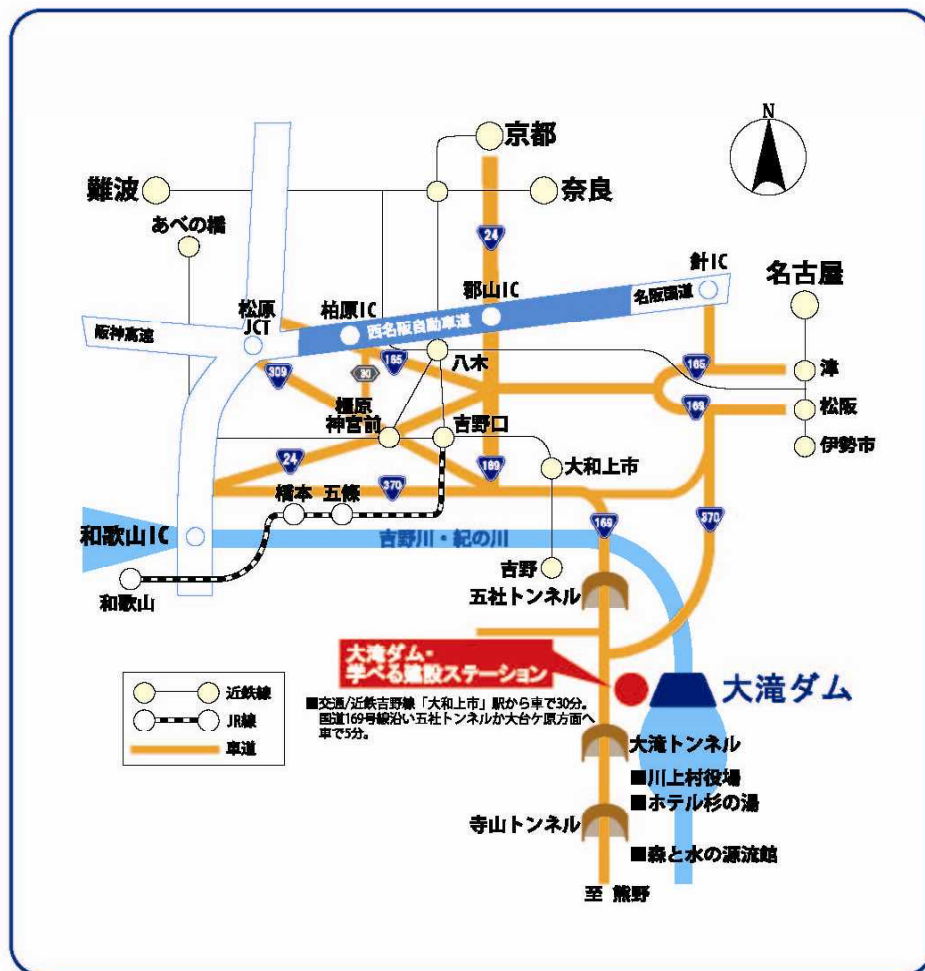 N
京都
難波
奈良
あべの橋
24
針IC
名古屋
郡山IC
松原
JCT
柏原IC
名阪国道
阪神高速
西名阪自動車道
八木
165
165
津
309
30
169
松阪
橿原
神宮前
吉野口
伊勢市
24
169
大和上市
370
橋本
五條
169
370
和歌山IC
吉野川・紀の川
吉野
和歌山
五社トンネル
大滝ダム・
学べる建設ステーション
大滝ダム
近鉄線
JR線
車道
■交通/近鉄吉野線「大和上市」駅から車で30分。
国道169号線沿い五社トンネルか大台ケ原方面へ
車で5分。
大滝トンネル
■川上村役場
■ホテル杉の湯
寺山トンネル
■森と水の源流館
至 熊野